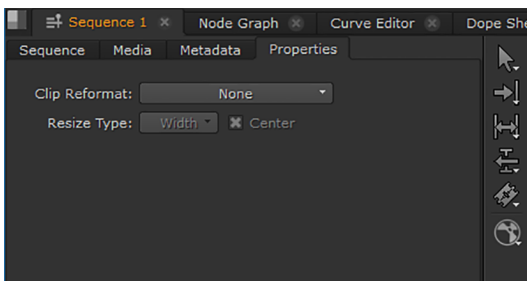 Sequence 1 Node Graph Curve Editor Dope She
Sequence Media Metadata Properties
Clip Reformat: None
Resize Type: Width Center